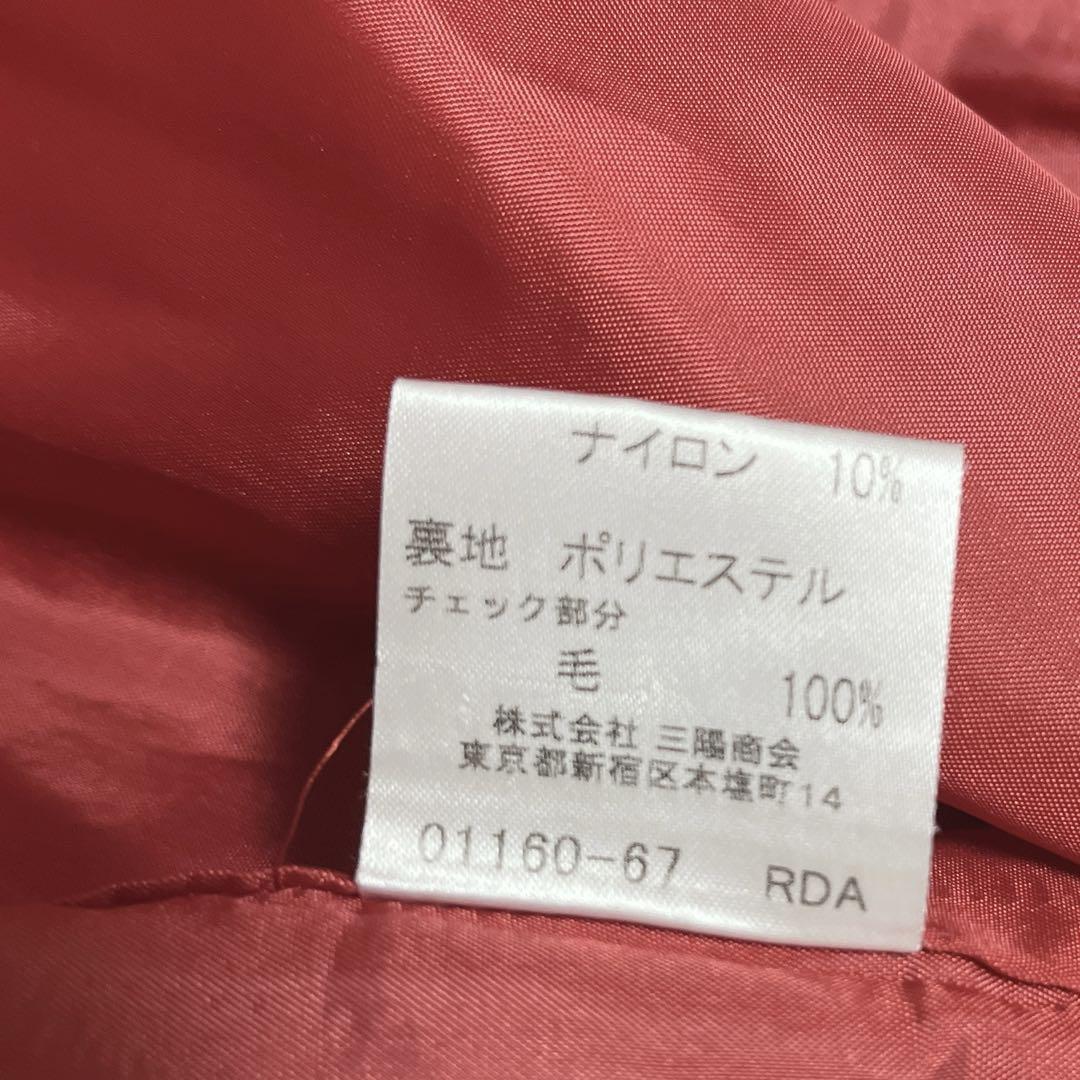 ナイロン 10%
裏地 ポリエステル
チェック部分
毛 100%
株式会社 三陽商会
東京都新宿区本塩町14
01160-67 RDA